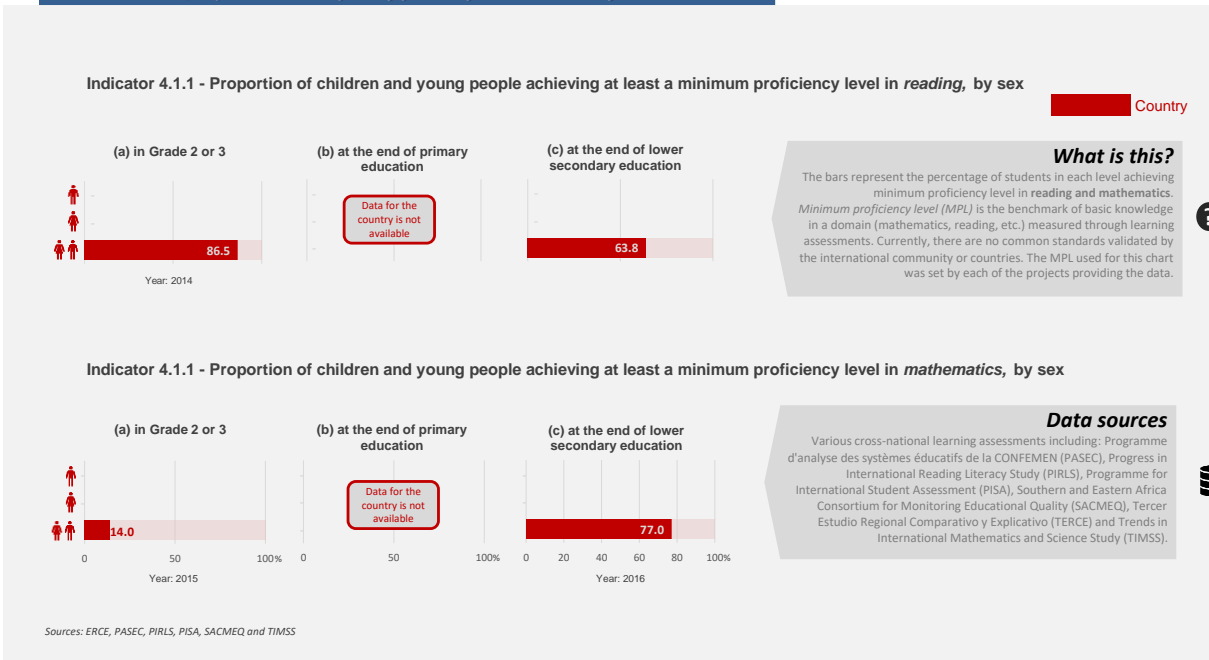 Indicator 4.1.1 - Proportion of children and young people achieving at least a minimum proficiency level in reading, by sex
Country
(a) in Grade 2 or 3
(b) at the end of primary
education
(c) at the end of lower
secondary education
-
-
86.5
Year: 2014
-
-
Data for the
country is not
available
-
-
63.8
What is this?
The bars represent the percentage of students in each level achieving
minimum proficiency level in reading and mathematics.
Minimum proficiency level (MPL) is the benchmark of basic knowledge
in a domain (mathematics, reading, etc.) measured through learning
assessments. Currently, there are no common standards validated by
the international community or countries. The MPL used for this chart
was set by each of the projects providing the data.
Indicator 4.1.1 - Proportion of children and young people achieving at least a minimum proficiency level in mathematics, by sex
(a) in Grade 2 or 3
(b) at the end of primary
education
(c) at the end of lower
secondary education
14.0
0 50 100%
Year: 2015
Data for the
country is not
available
0 50 100%
77.0
0 20 40 60 80 100%
Year: 2016
Data sources
Various cross-national learning assessments including: Programme
d'analyse des systèmes éducatifs de la CONFEMEN (PASEC), Progress in
International Reading Literacy Study (PIRLS), Programme for
International Student Assessment (PISA), Southern and Eastern Africa
Consortium for Monitoring Educational Quality (SACMEQ), Tercer
Estudio Regional Comparativo y Explicativo (TERCE) and Trends in
International Mathematics and Science Study (TIMSS).
Sources: ERCE, PASEC, PIRLS, PISA, SACMEQ and TIMSS